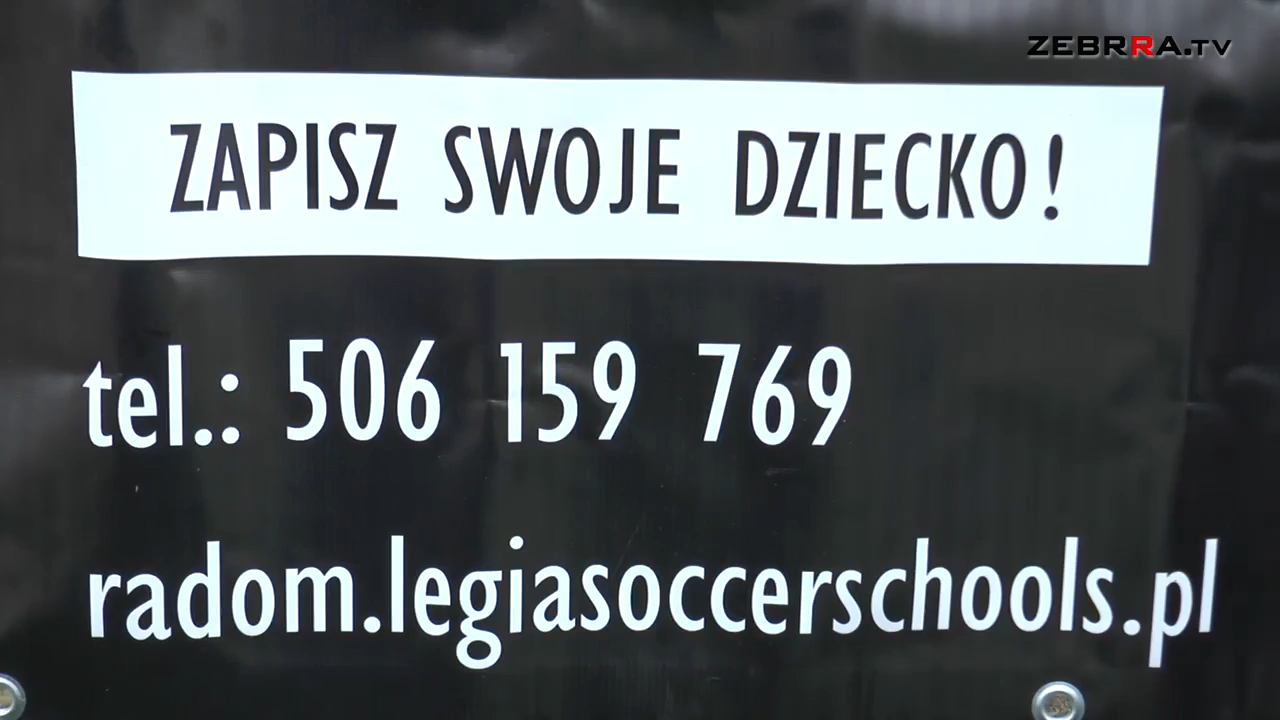 ZEBRRA.TV
ZAPISZ SWOJE DZIECKO!
tel.: 506 159 769
radom.legiasoccerschools.pl